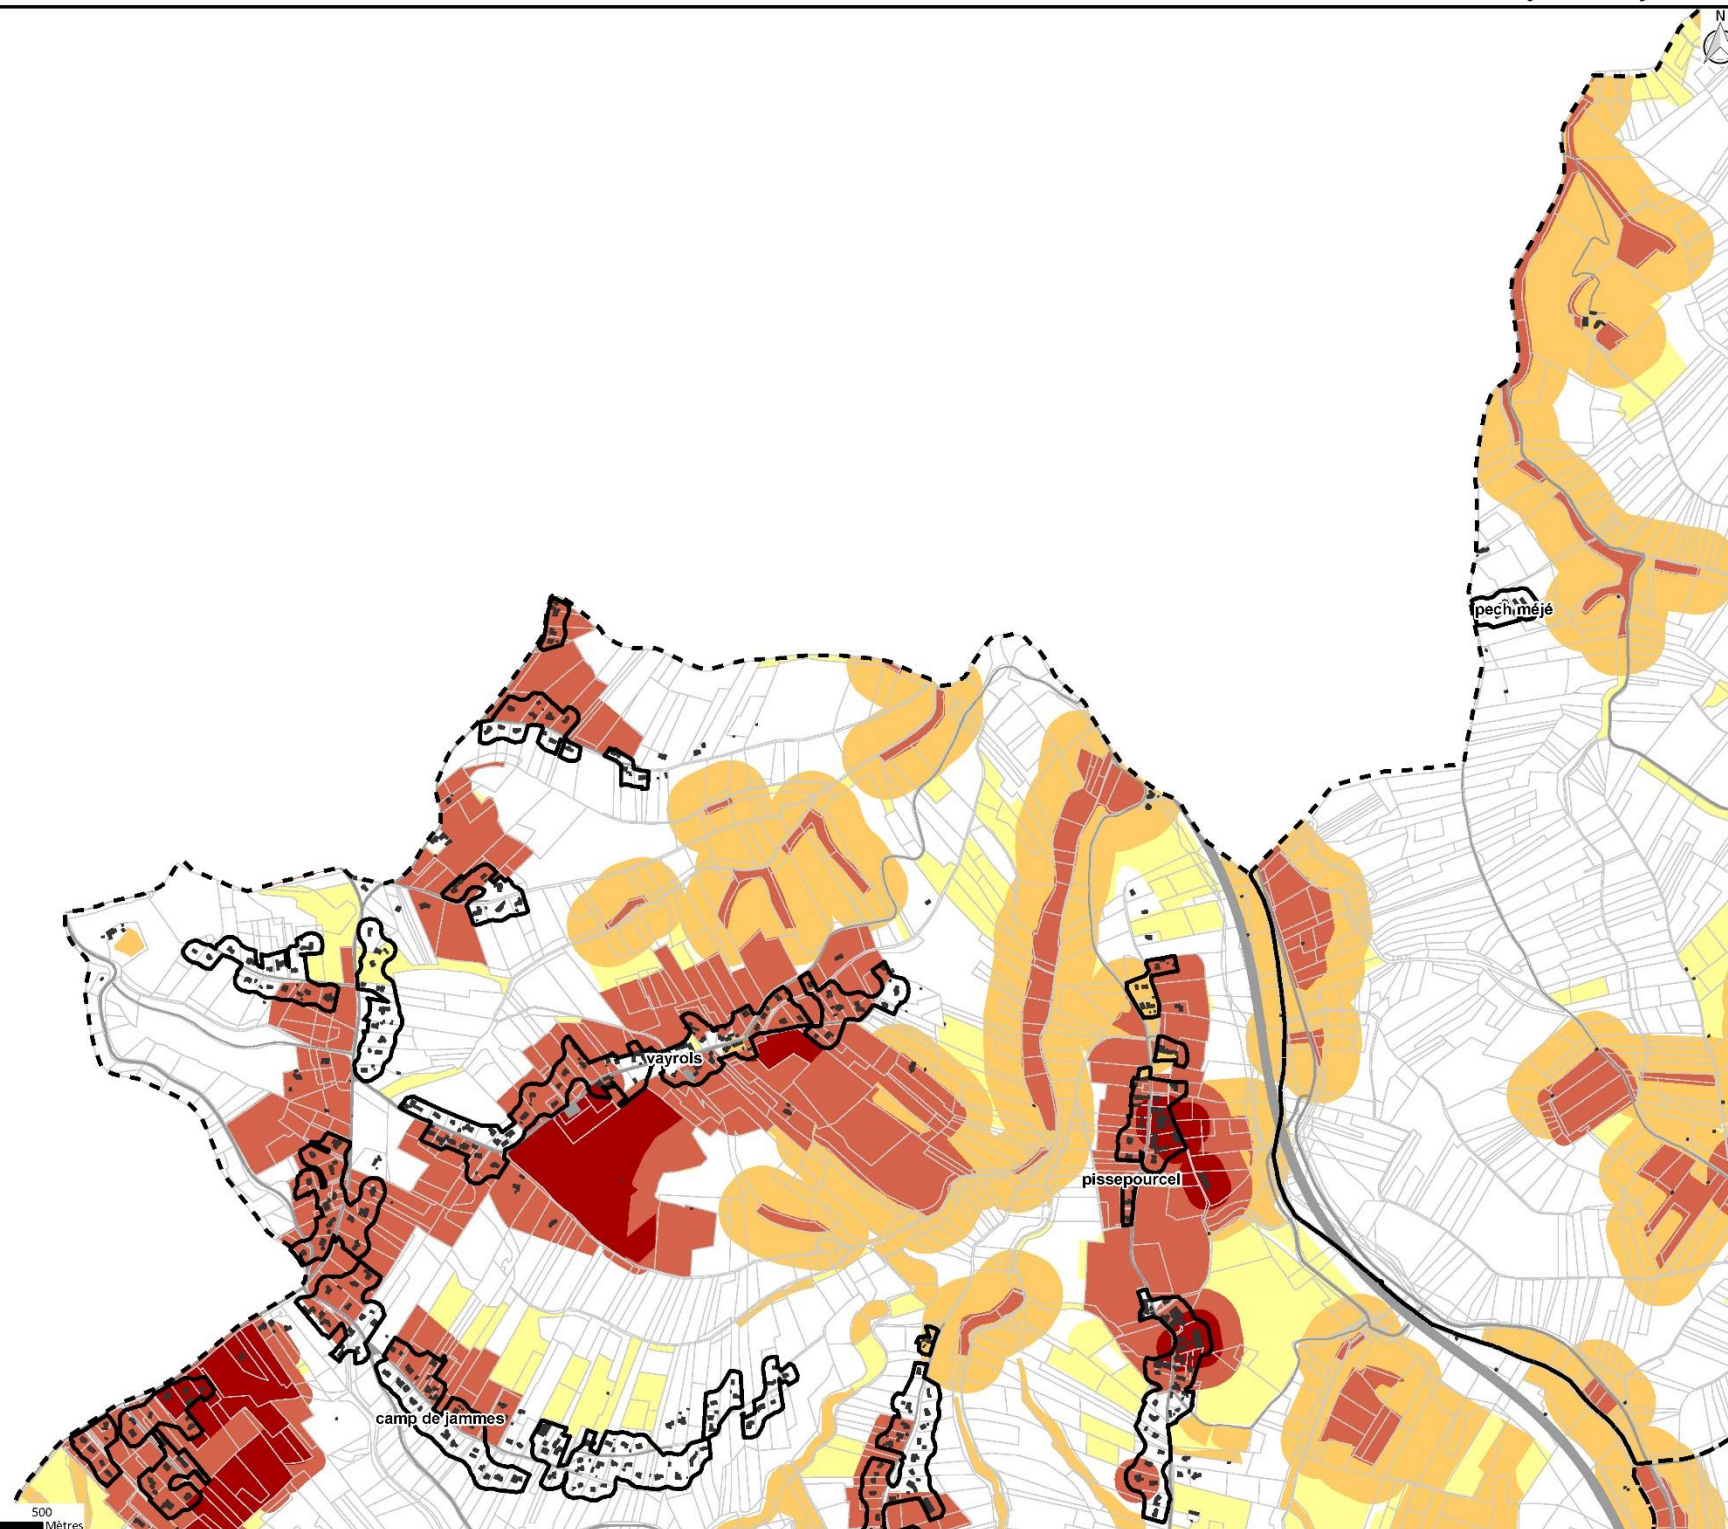 N
pech méjé
vayrols
pissepourcel
camp de jammes
500
Mètres